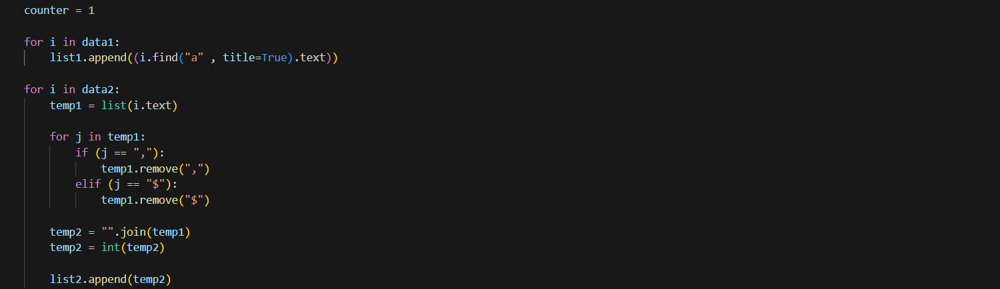 counter = 1
for i in data1:
    list1.append((i.find("a" , title=True).text))
for i in data2:
    temp1 = list(i.text)
    for j in temp1:
        if (j == ","):
            temp1.remove(",")
        elif (j == "$"):
            temp1.remove("$")
    temp2 = "".join(temp1)
    temp2 = int(temp2)
    list2.append(temp2)